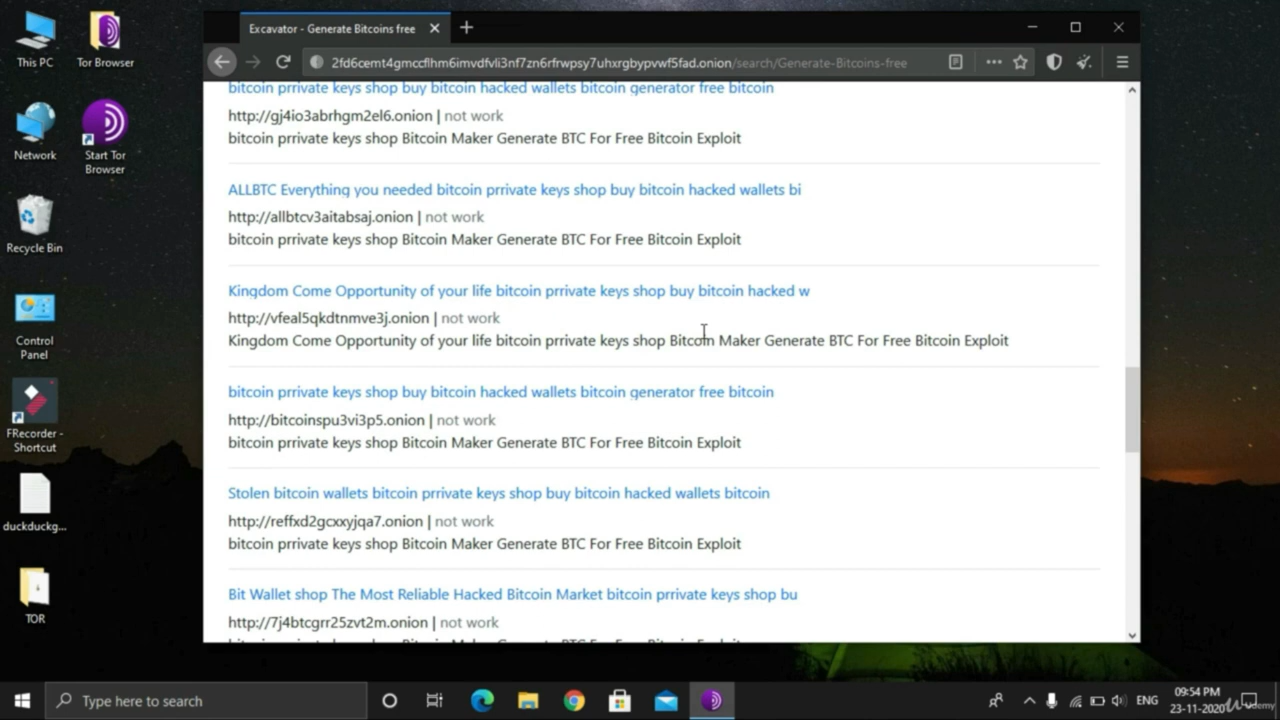 This PC
Tor Browser
Network
Start Tor
Browser
Recycle Bin
Control
Panel
FRecorder -
Shortcut
duckduckg...
TOR
Excavator - Generate Bitcoins free
2fd6cemt4gmccflhm6imvdfvli3nf7zn6rfrwpsy7uhxrgbypvwf5fad.onion/search/Generate-Bitcoins-free
bitcoin prrivate keys shop buy bitcoin hacked wallets bitcoin generator free bitcoin
http://gj4io3abrhgm2el6.onion | not work
bitcoin prrivate keys shop Bitcoin Maker Generate BTC For Free Bitcoin Exploit
ALLBTC Everything you needed bitcoin prrivate keys shop buy bitcoin hacked wallets bi
http://allbtcv3aitabsaj.onion | not work
bitcoin prrivate keys shop Bitcoin Maker Generate BTC For Free Bitcoin Exploit
Kingdom Come Opportunity of your life bitcoin prrivate keys shop buy bitcoin hacked w
http://vfeal5qkdtnmve3j.onion | not work
Kingdom Come Opportunity of your life bitcoin prrivate keys shop Bitcoin Maker Generate BTC For Free Bitcoin Exploit
bitcoin prrivate keys shop buy bitcoin hacked wallets bitcoin generator free bitcoin
http://bitcoinspu3vi3p5.onion | not work
bitcoin prrivate keys shop Bitcoin Maker Generate BTC For Free Bitcoin Exploit
Stolen bitcoin wallets bitcoin prrivate keys shop buy bitcoin hacked wallets bitcoin
http://reffxd2gcxxyjqa7.onion | not work
bitcoin prrivate keys shop Bitcoin Maker Generate BTC For Free Bitcoin Exploit
Bit Wallet shop The Most Reliable Hacked Bitcoin Market bitcoin prrivate keys shop bu
http://7j4btcgrr25zvt2m.onion | not work
Type here to search
ENG
09:54 PM
23-11-2020
Udemy